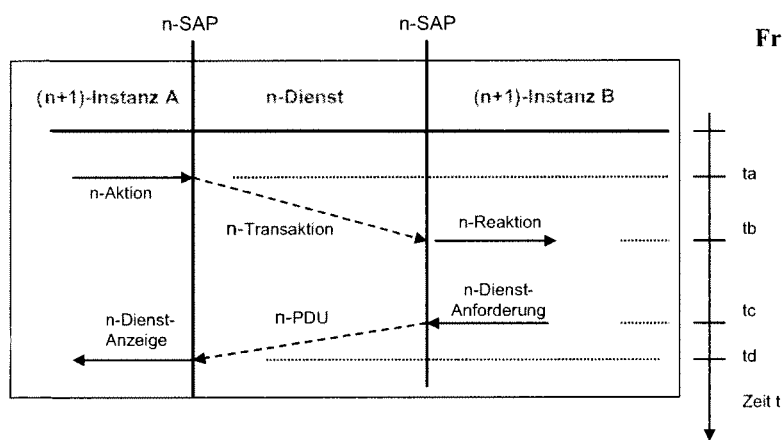 n-SAP
n-SAP
Fr
(n+1)-Instanz A
n-Dienst
(n+1)-Instanz B
ta
n-Aktion
n-Transaktion
n-Reaktion
tb
n-Dienst-
Anforderung
n-PDU
n-Dienst-
Anzeige
tc
td
Zeit t